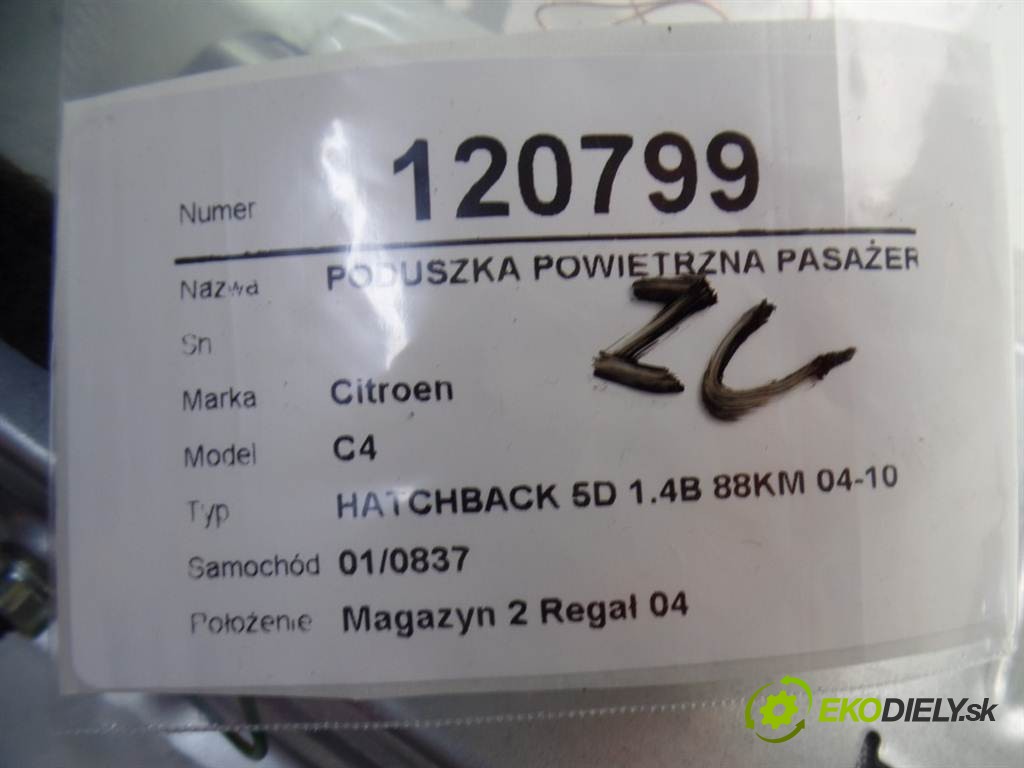 Numer 120799
Nazwa PODUSZKA POWIETRZNA PASAŻER
Sn
Marka Citroen
Model C4
Typ HATCHBACK 5D 1.4B 88KM 04-10
Samochód 01/0837
Położenie Magazyn 2 Regał 04
EKODIELY.sk